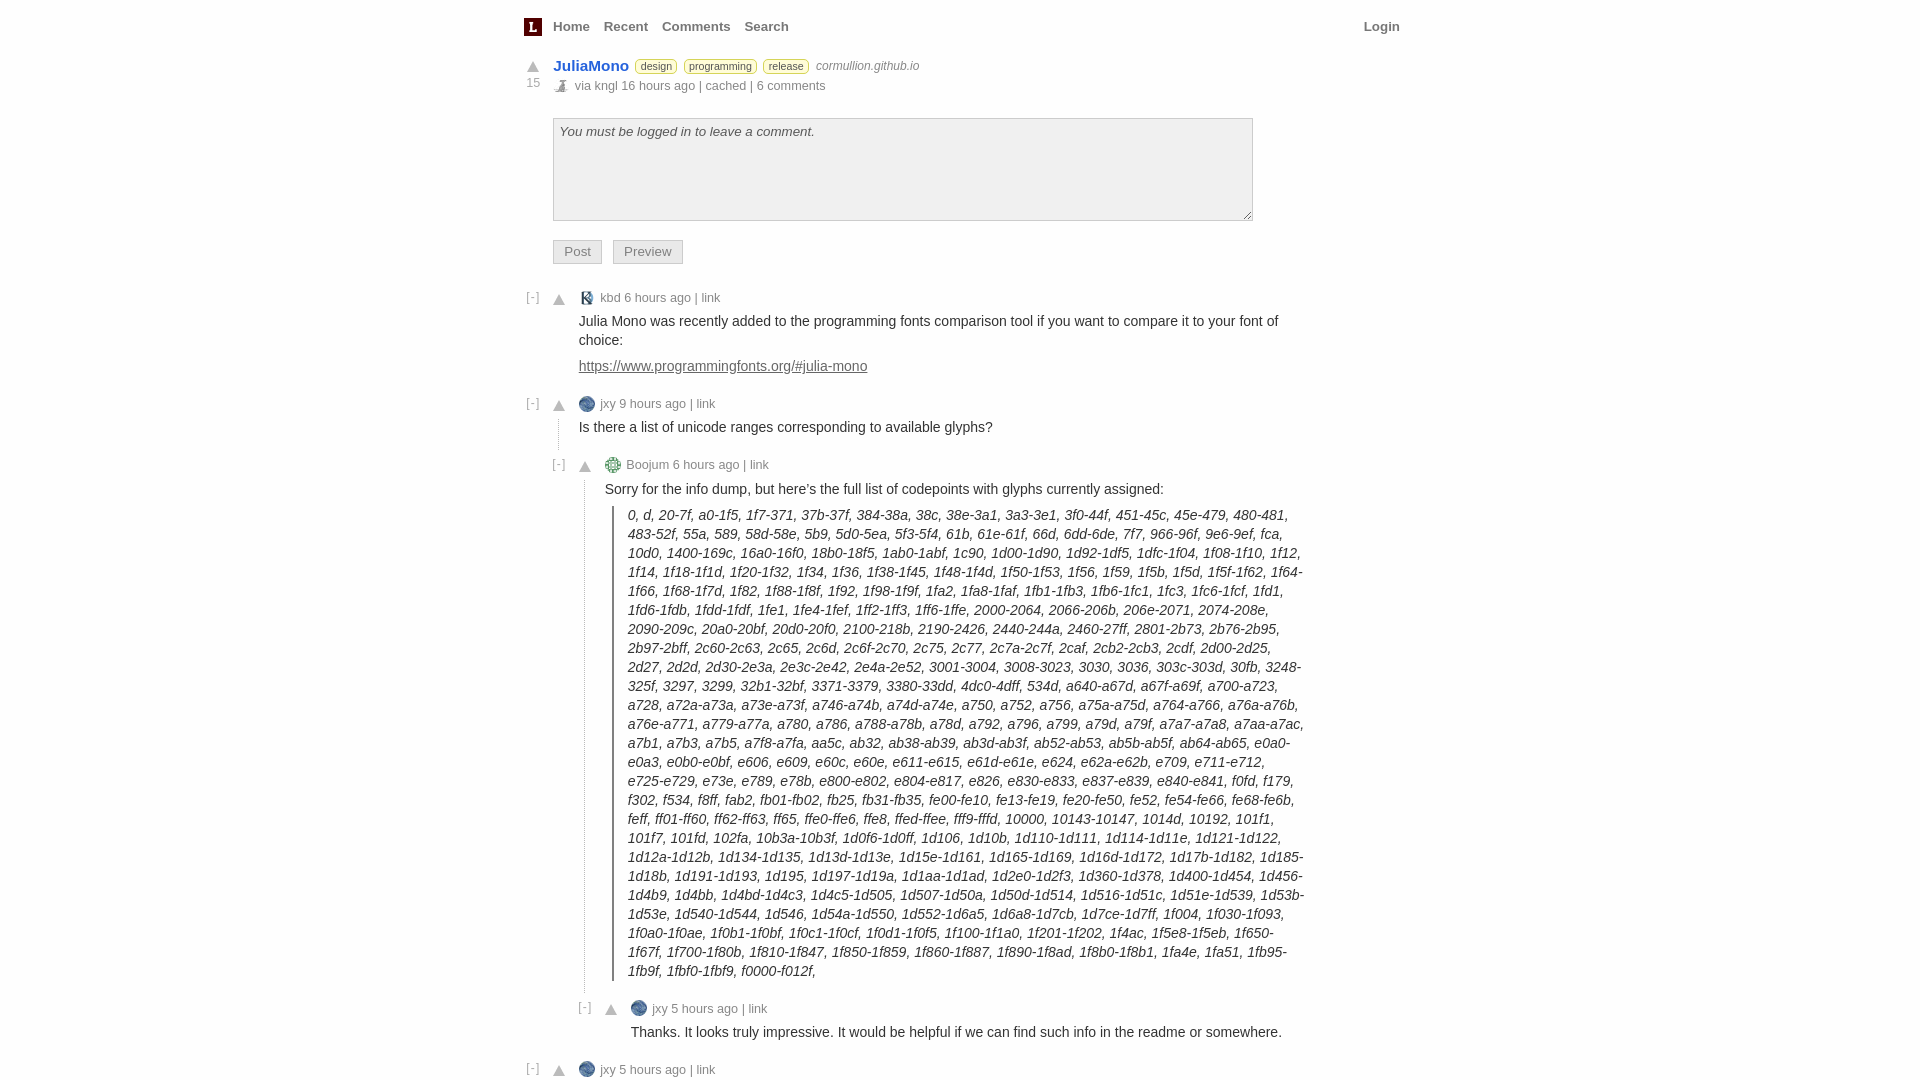 L Home Recent Comments Search Login
JuliaMono design programming release cormullion.github.io
15 via kngl 16 hours ago | cached | 6 comments
You must be logged in to leave a comment.
Post Preview
[-] kbd 6 hours ago | link
Julia Mono was recently added to the programming fonts comparison tool if you want to compare it to your font of
choice:
https://www.programmingfonts.org/#julia-mono
[-] jxy 9 hours ago | link
Is there a list of unicode ranges corresponding to available glyphs?
[-] Boojum 6 hours ago | link
Sorry for the info dump, but here’s the full list of codepoints with glyphs currently assigned:
0, d, 20-7f, a0-1f5, 1f7-371, 37b-37f, 384-38a, 38c, 38e-3a1, 3a3-3e1, 3f0-44f, 451-45c, 45e-479, 480-481,
483-52f, 55a, 589, 58d-58e, 5b9, 5d0-5ea, 5f3-5f4, 61b, 61e-61f, 66d, 6dd-6de, 7f7, 966-96f, 9e6-9ef, fca,
10d0, 1400-169c, 16a0-16f0, 18b0-18f5, 1ab0-1abf, 1c90, 1d00-1d90, 1d92-1df5, 1dfc-1f04, 1f08-1f10, 1f12,
1f14, 1f18-1f1d, 1f20-1f32, 1f34, 1f36, 1f38-1f45, 1f48-1f4d, 1f50-1f53, 1f56, 1f59, 1f5b, 1f5d, 1f5f-1f62, 1f64-
1f66, 1f68-1f7d, 1f82, 1f88-1f8f, 1f92, 1f98-1f9f, 1fa2, 1fa8-1faf, 1fb1-1fb3, 1fb6-1fc1, 1fc3, 1fc6-1fcf, 1fd1,
1fd6-1fdb, 1fdd-1fdf, 1fe1, 1fe4-1fef, 1ff2-1ff3, 1ff6-1ffe, 2000-2064, 2066-206b, 206e-2071, 2074-208e,
2090-209c, 20a0-20bf, 20d0-20f0, 2100-218b, 2190-2426, 2440-244a, 2460-27ff, 2801-2b73, 2b76-2b95,
2b97-2bff, 2c60-2c63, 2c65, 2c6d, 2c6f-2c70, 2c75, 2c77, 2c7a-2c7f, 2caf, 2cb2-2cb3, 2cdf, 2d00-2d25,
2d27, 2d2d, 2d30-2e3a, 2e3c-2e42, 2e4a-2e52, 3001-3004, 3008-3023, 3030, 3036, 303c-303d, 30fb, 3248-
325f, 3297, 3299, 32b1-32bf, 3371-3379, 3380-33dd, 4dc0-4dff, 534d, a640-a67d, a67f-a69f, a700-a723,
a728, a72a-a73a, a73e-a73f, a746-a74b, a74d-a74e, a750, a752, a756, a75a-a75d, a764-a766, a76a-a76b,
a76e-a771, a779-a77a, a780, a786, a788-a78b, a78d, a792, a796, a799, a79d, a79f, a7a7-a7a8, a7aa-a7ac,
a7b1, a7b3, a7b5, a7f8-a7fa, aa5c, ab32, ab38-ab39, ab3d-ab3f, ab52-ab53, ab5b-ab5f, ab64-ab65, e0a0-
e0a3, e0b0-e0bf, e606, e609, e60c, e60e, e611-e615, e61d-e61e, e624, e62a-e62b, e709, e711-e712,
e725-e729, e73e, e789, e78b, e800-e802, e804-e817, e826, e830-e833, e837-e839, e840-e841, f0fd, f179,
f302, f534, f8ff, fab2, fb01-fb02, fb25, fb31-fb35, fe00-fe10, fe13-fe19, fe20-fe50, fe52, fe54-fe66, fe68-fe6b,
feff, ff01-ff60, ff62-ff63, ff65, ffe0-ffe6, ffe8, ffed-ffee, fff9-fffd, 10000, 10143-10147, 1014d, 10192, 101f1,
101f7, 101fd, 102fa, 10b3a-10b3f, 1d0f6-1d0ff, 1d106, 1d10b, 1d110-1d111, 1d114-1d11e, 1d121-1d122,
1d12a-1d12b, 1d134-1d135, 1d13d-1d13e, 1d15e-1d161, 1d165-1d169, 1d16d-1d172, 1d17b-1d182, 1d185-
1d18b, 1d191-1d193, 1d195, 1d197-1d19a, 1d1aa-1d1ad, 1d2e0-1d2f3, 1d360-1d378, 1d400-1d454, 1d456-
1d4b9, 1d4bb, 1d4bd-1d4c3, 1d4c5-1d505, 1d507-1d50a, 1d50d-1d514, 1d516-1d51c, 1d51e-1d539, 1d53b-
1d53e, 1d540-1d544, 1d546, 1d54a-1d550, 1d552-1d6a5, 1d6a8-1d7cb, 1d7ce-1d7ff, 1f004, 1f030-1f093,
1f0a0-1f0ae, 1f0b1-1f0bf, 1f0c1-1f0cf, 1f0d1-1f0f5, 1f100-1f1a0, 1f201-1f202, 1f4ac, 1f5e8-1f5eb, 1f650-
1f67f, 1f700-1f80b, 1f810-1f847, 1f850-1f859, 1f860-1f887, 1f890-1f8ad, 1f8b0-1f8b1, 1fa4e, 1fa51, 1fb95-
1fb9f, 1fbf0-1fbf9, f0000-f012f,
[-] jxy 5 hours ago | link
Thanks. It looks truly impressive. It would be helpful if we can find such info in the readme or somewhere.
[-] jxy 5 hours ago | link